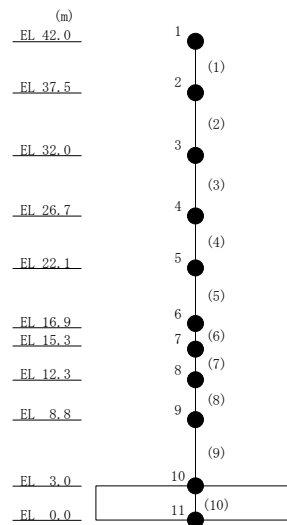 (m)
EL 42.0 1
(1)
EL 37.5 2
(2)
EL 32.0 3
(3)
EL 26.7 4
(4)
EL 22.1 5
(5)
EL 16.9 6
(6)
EL 15.3 7
(7)
EL 12.3 8
(8)
EL 8.8 9
(9)
EL 3.0 10
(10)
EL 0.0 11